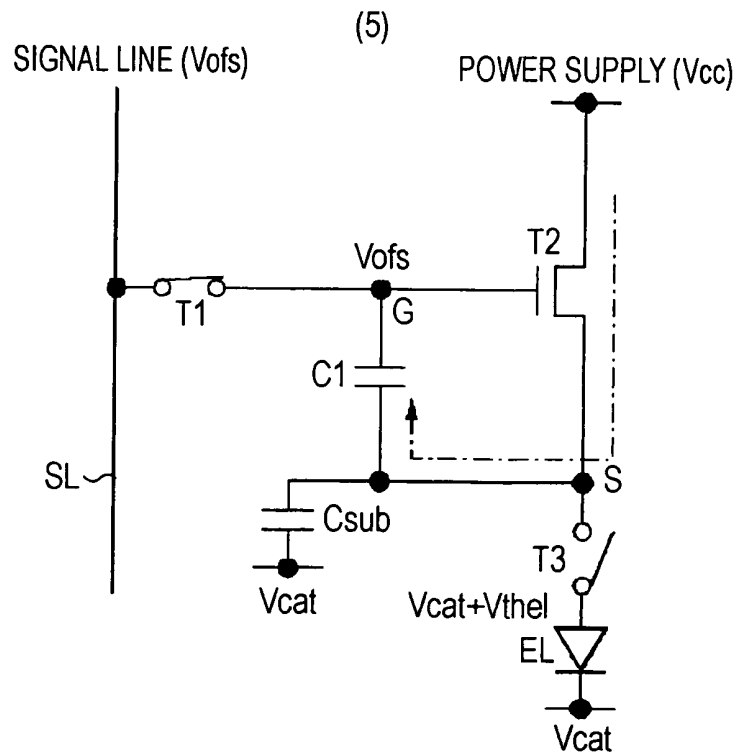 (5)
SIGNAL LINE (Vofs)
POWER SUPPLY (Vcc)
T2
Vofs
T1
G
C1
SL
S
Csub
T3
Vcat
Vcat+Vthel
EL
Vcat